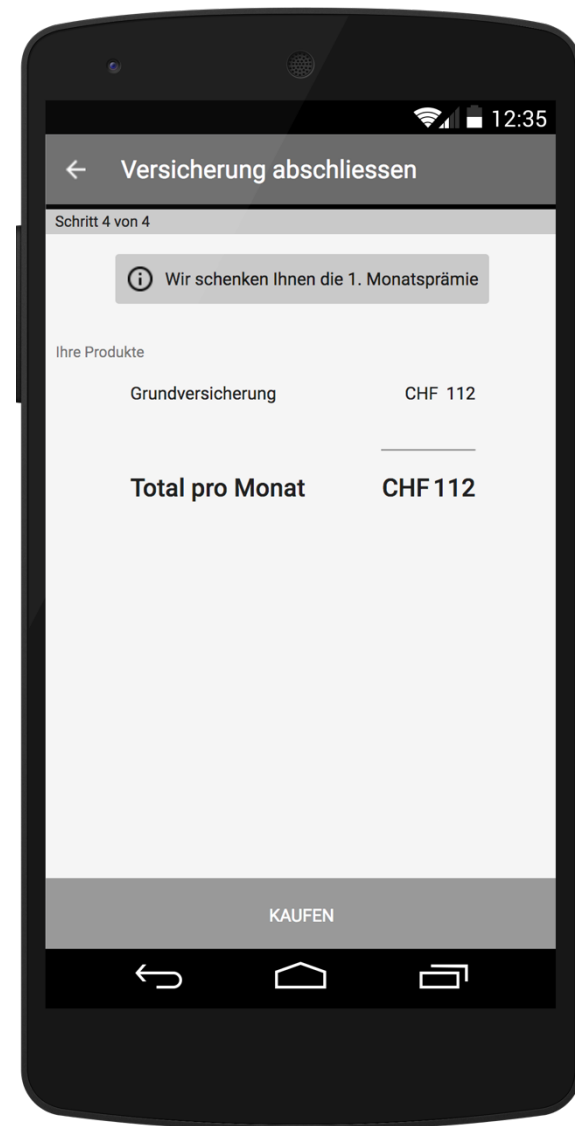 12:35
Versicherung abschliessen
Schritt 4 von 4
Wir schenken Ihnen die 1. Monatsprämie
Ihre Produkte
Grundversicherung CHF 112
Total pro Monat CHF 112
KAUFEN